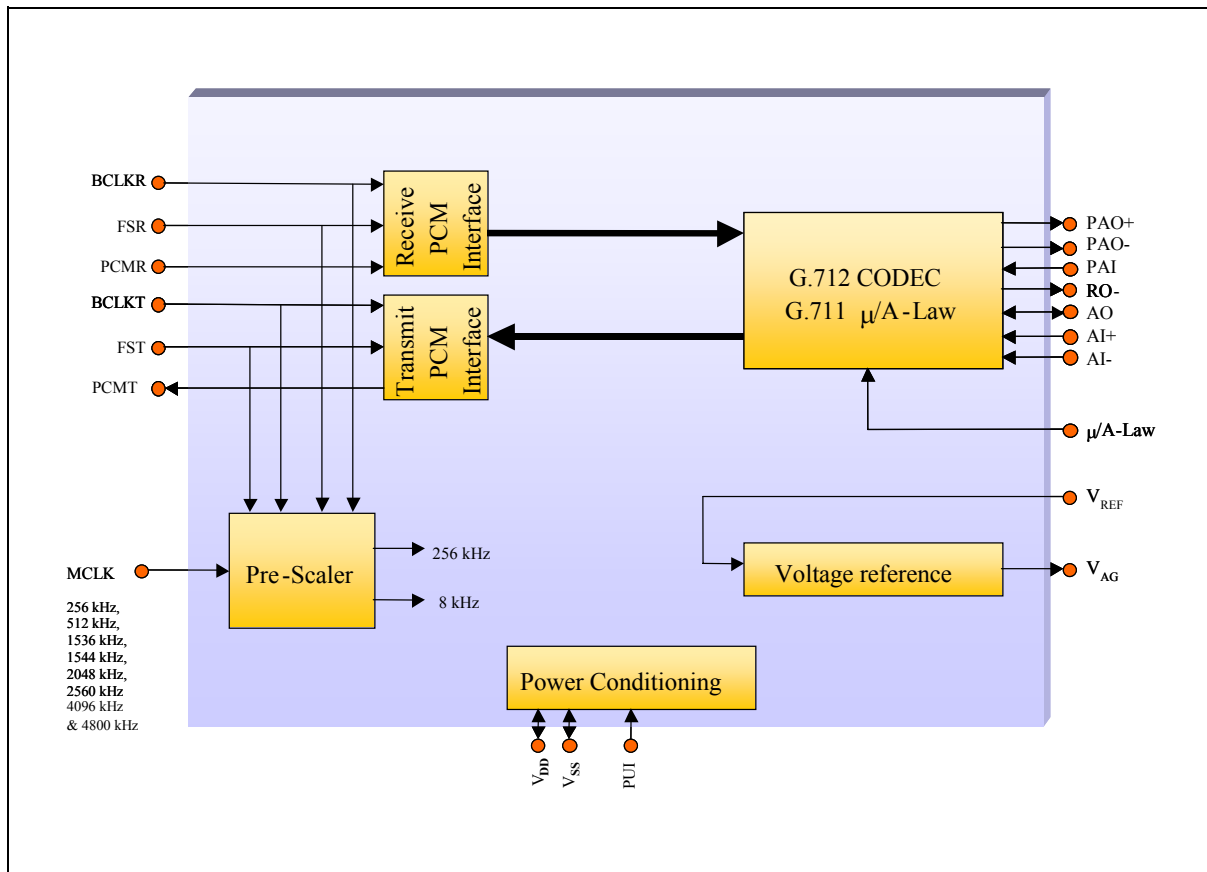 BCLKR
FSR
PCMR
BCLKT
FST
PCMT
Receive
PCM
Interface
Transmit
PCM
Interface
G.712 CODEC
G.711 μ/A-Law
PAO+
PAO-
PAI
RO-
AO
AI+
AI-
μ/A-Law
VREF
VAG
Voltage reference
MCLK
256 kHz,
512 kHz,
1536 kHz,
1544 kHz,
2048 kHz,
2560 kHz
4096 kHz
& 4800 kHz
Pre-Scaler
256 kHz
8 kHz
Power Conditioning
VDD
VSS
PUI